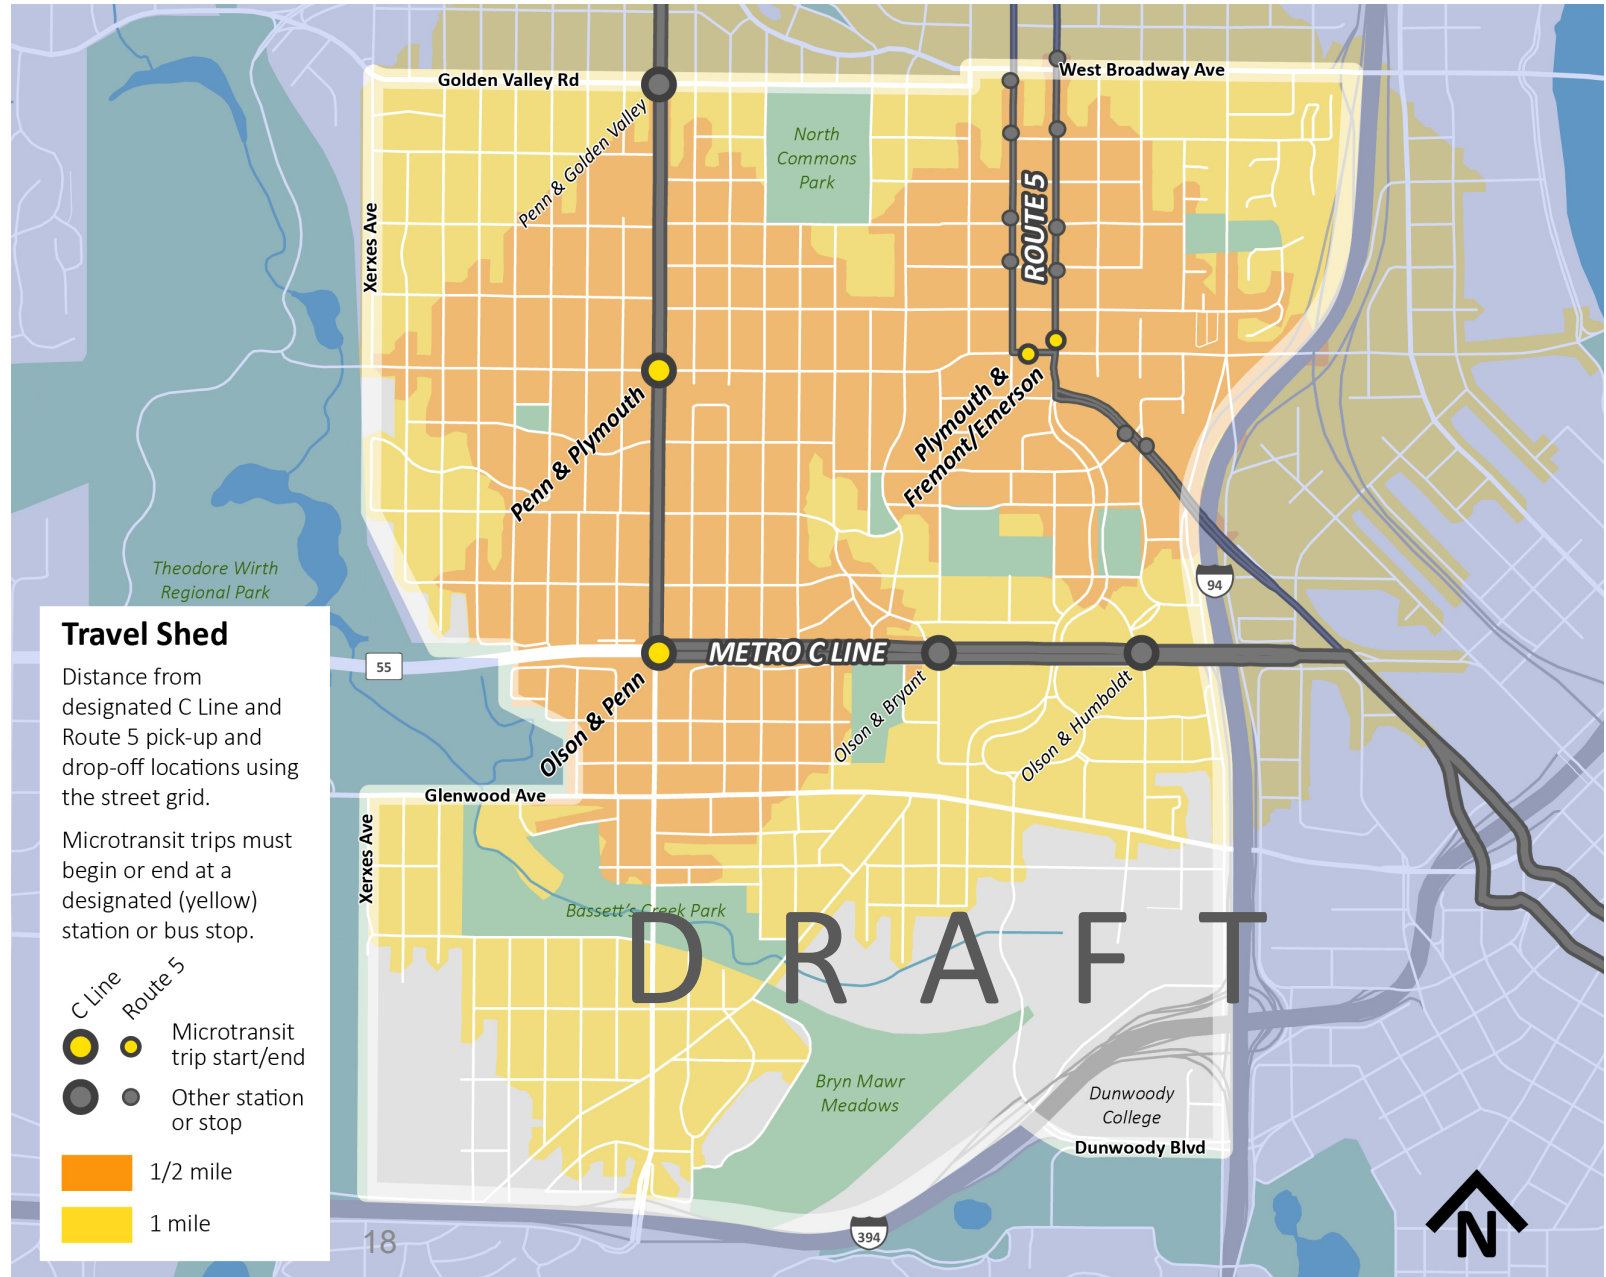 Golden Valley Rd
West Broadway Ave
Penn & Golden Valley
North
Commons
Park
ROUTE 5
Xerxes Ave
Plymouth &
Fremont/Emerson
Penn & Plymouth
Theodore Wirth
Regional Park
94
METRO C LINE
55
Olson & Penn
Olson & Bryant
Olson & Humboldt
Glenwood Ave
Xerxes Ave
Bassett's Creek Park
DRAFT
Bryn Mawr
Meadows
Dunwoody
College
Dunwoody Blvd
394
18
N
Travel Shed
Distance from
designated C Line and
Route 5 pick-up and
drop-off locations using
the street grid.
Microtransit trips must
begin or end at a
designated (yellow)
station or bus stop.
C Line
Route 5
Microtransit
trip start/end
Other station
or stop
1/2 mile
1 mile